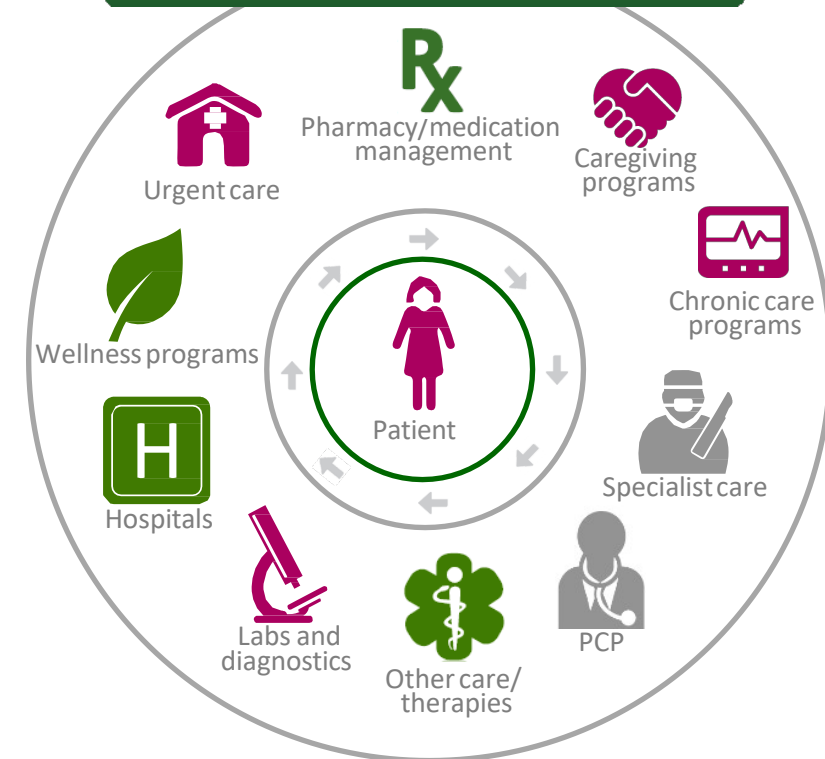 Rx
Pharmacy/medication
management
Caregiving
programs
Chronic care
programs
Specialist care
PCP
Other care/
therapies
Labs and
diagnostics
H
Hospitals
Wellness programs
Urgent care
Patient